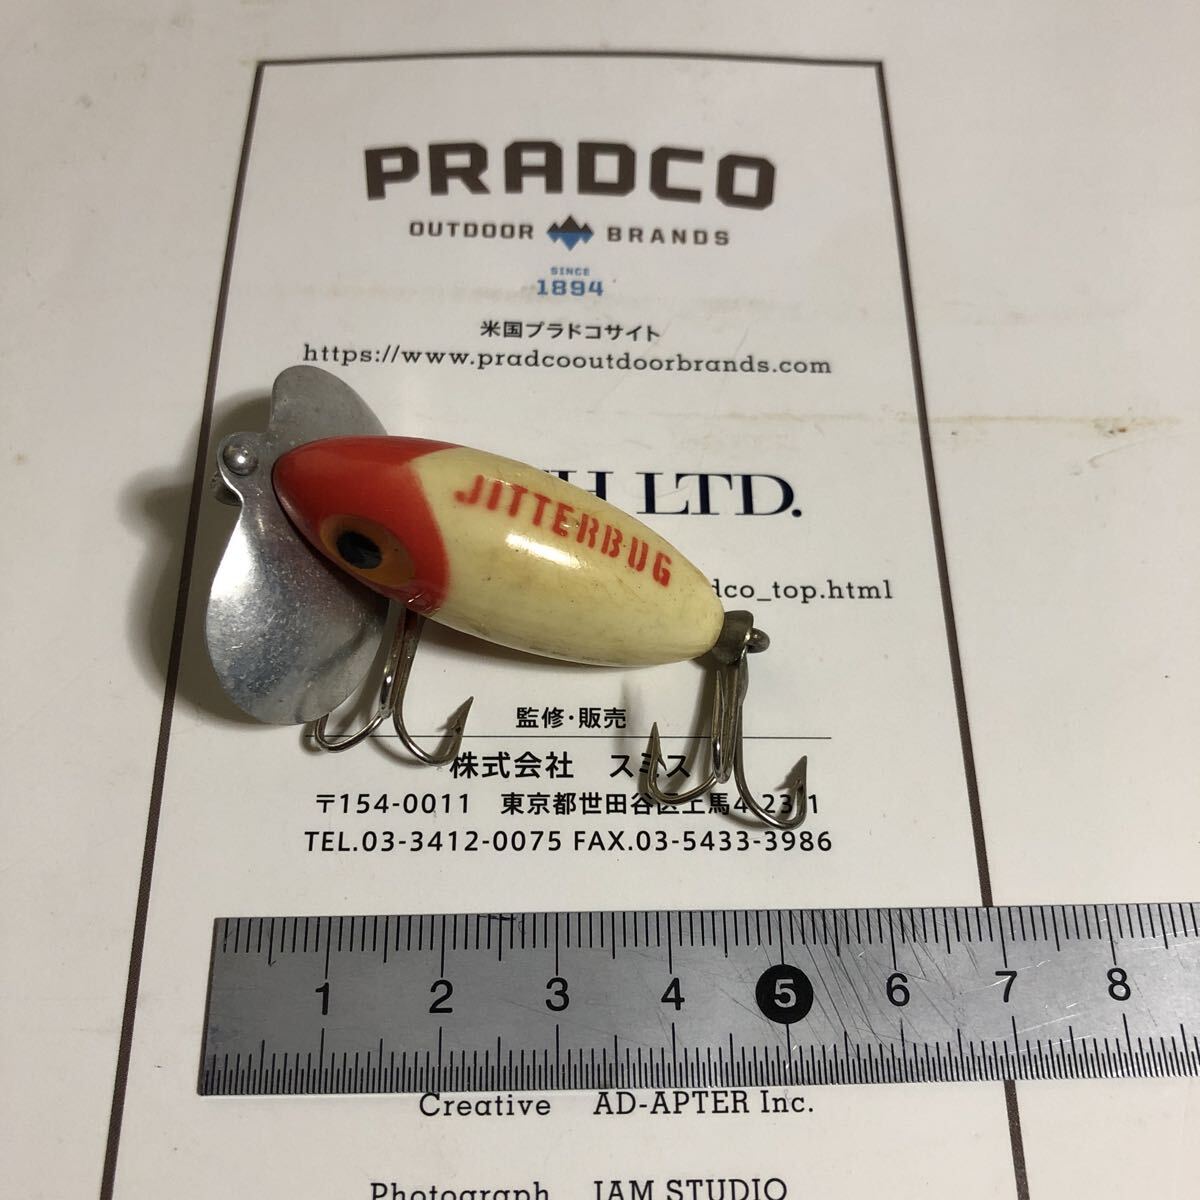 PRADCO
OUTDOOR BRANDS
SINCE
1894
米国プラドコサイト
https://www.pradcooutdoorbrands.com
JITTERBUG
LTD.
dco_top.html
監修・販売
株式会社 スミス
〒154-0011 東京都世田谷区上馬4-23-1
TEL.03-3412-0075 FAX.03-5433-3986
1 2 3 4 5 6 7 8
Creative AD-APTER Inc.
Photograph JAM STUDIO